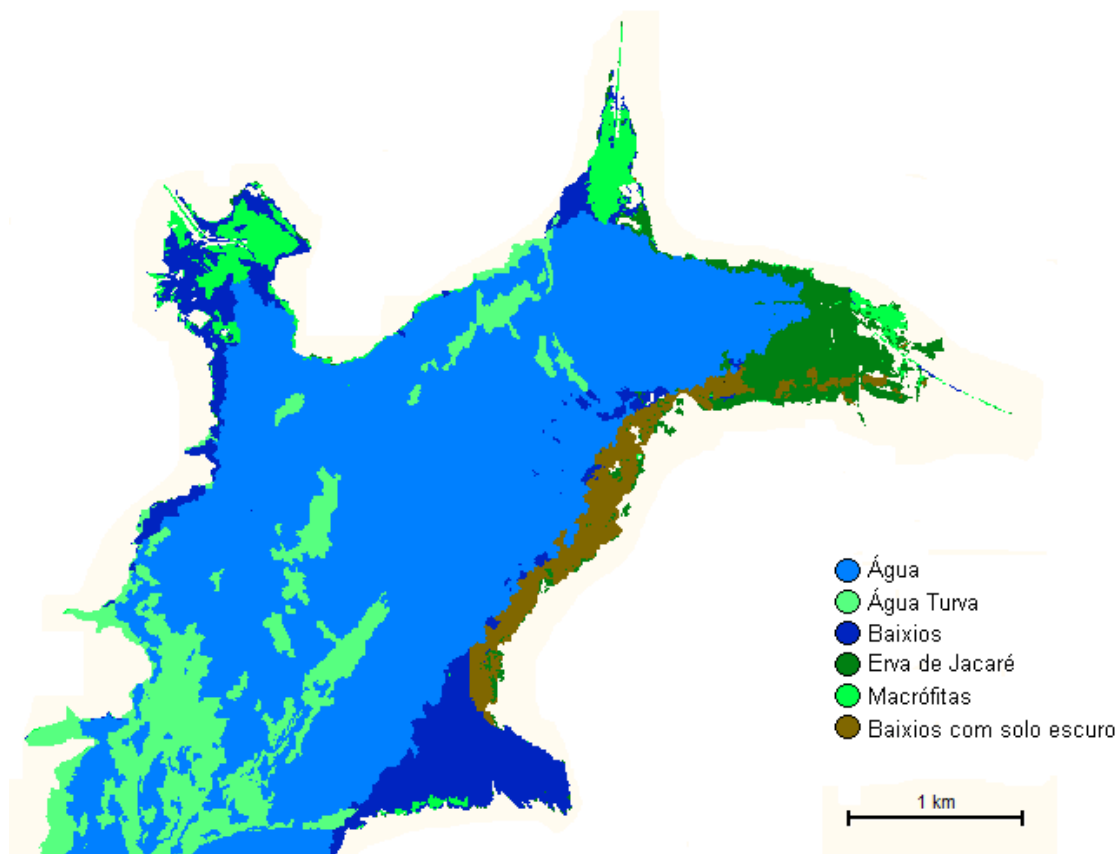 Água
Água Turva
Baixios
Erva de Jacaré
Macrófitas
Baixios com solo escuro
1 km